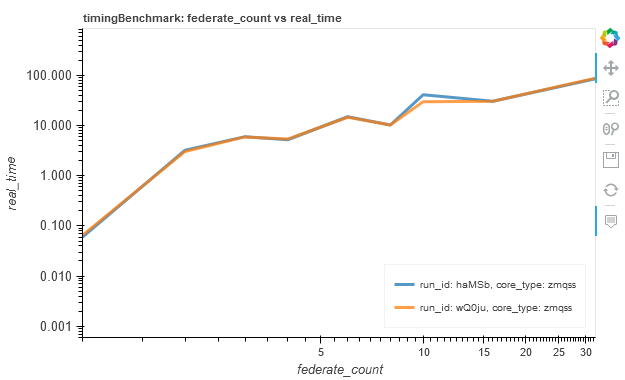 timingBenchmark: federate_count vs real_time
100.000
10.000
1.000
0.100
0.010
0.001
real_time
5
10
15
20
25
30
federate_count
run_id: haMSb, core_type: zmqss
run_id: wQ0ju, core_type: zmqss